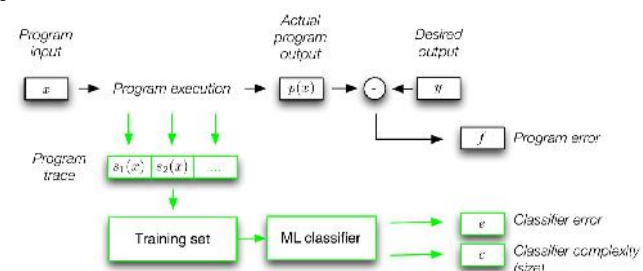 Program input
Actual program output
Desired output
x
Program execution
p(x)
-
y
f
Program error
Program trace
s₁(x)
s₂(x)
....
Training set
ML classifier
e
Classifier error
c
Classifier complexity (size)